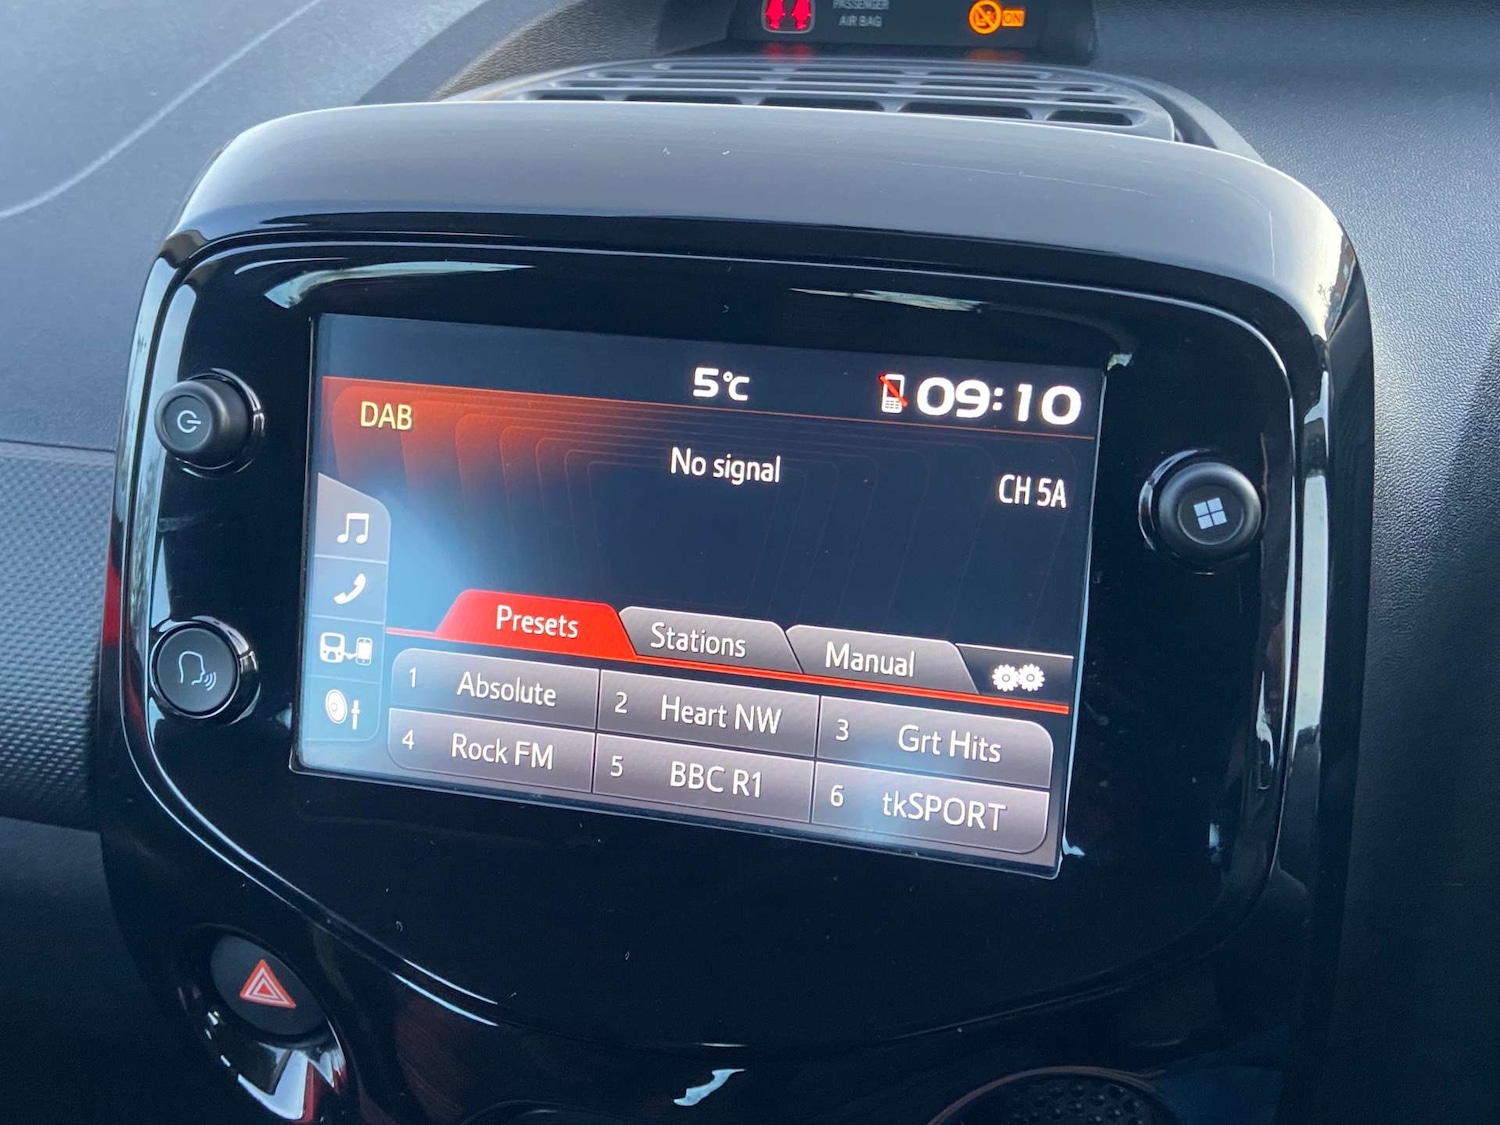 PASSENGER
AIR BAG
ON
5°C
09:10
DAB
No signal
CH 5A
Presets
Stations
Manual
1 Absolute
2 Heart NW
3 Grt Hits
4 Rock FM
5 BBC R1
6 tkSPORT